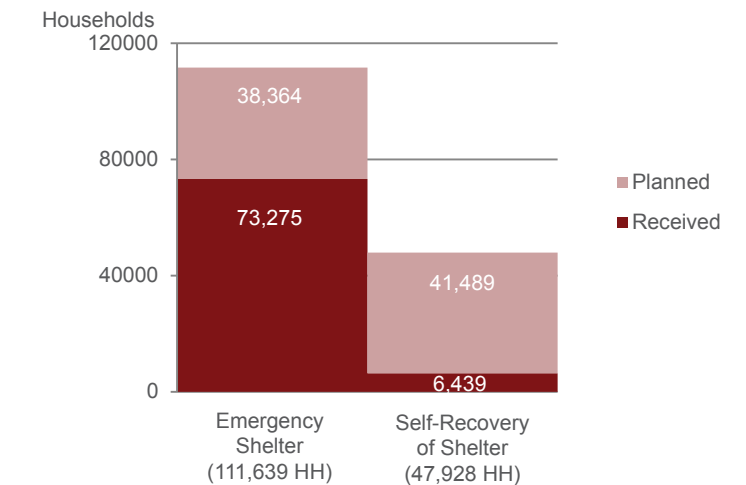 Households
120000
80000
40000
0
38,364
73,275
41,489
6,439
Planned
Received
Emergency
Shelter
(111,639 HH)
Self-Recovery
of Shelter
(47,928 HH)